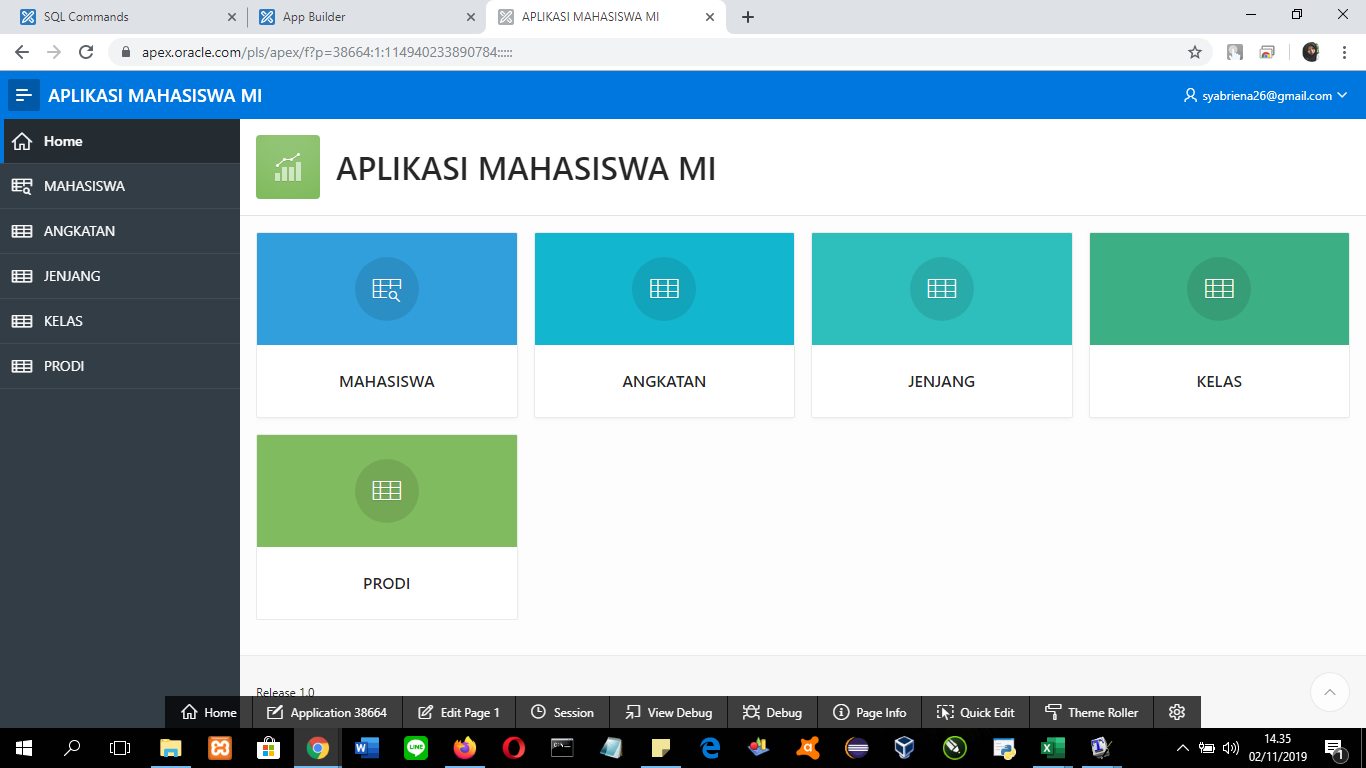 SQL Commands
App Builder
APLIKASI MAHASISWA MI
apex.oracle.com/pls/apex/f?p=38664:1:114940233890784:::::
APLIKASI MAHASISWA MI
syabriena26@gmail.com
Home
MAHASISWA
ANGKATAN
JENJANG
KELAS
PRODI
APLIKASI MAHASISWA MI
MAHASISWA
ANGKATAN
JENJANG
KELAS
PRODI
Release 1.0
Home
Application 38664
Edit Page 1
Session
View Debug
Debug
Page Info
Quick Edit
Theme Roller
14.35
02/11/2019
1